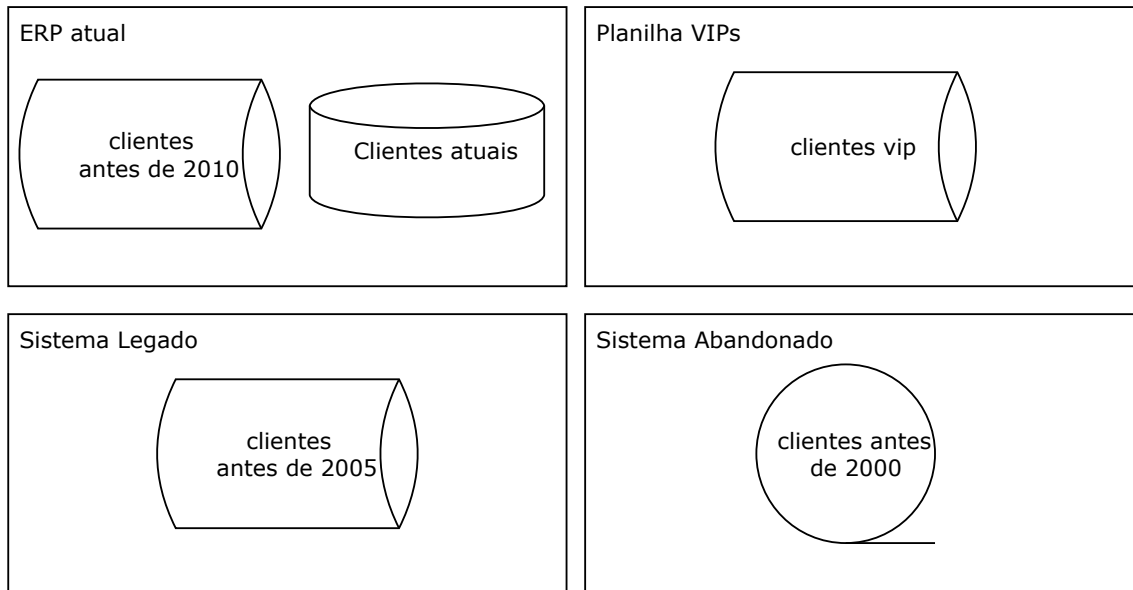 ERP atual
clientes
antes de 2010
Clientes atuais
Planilha VIPs
clientes vip
Sistema Legado
clientes
antes de 2005
Sistema Abandonado
clientes antes
de 2000